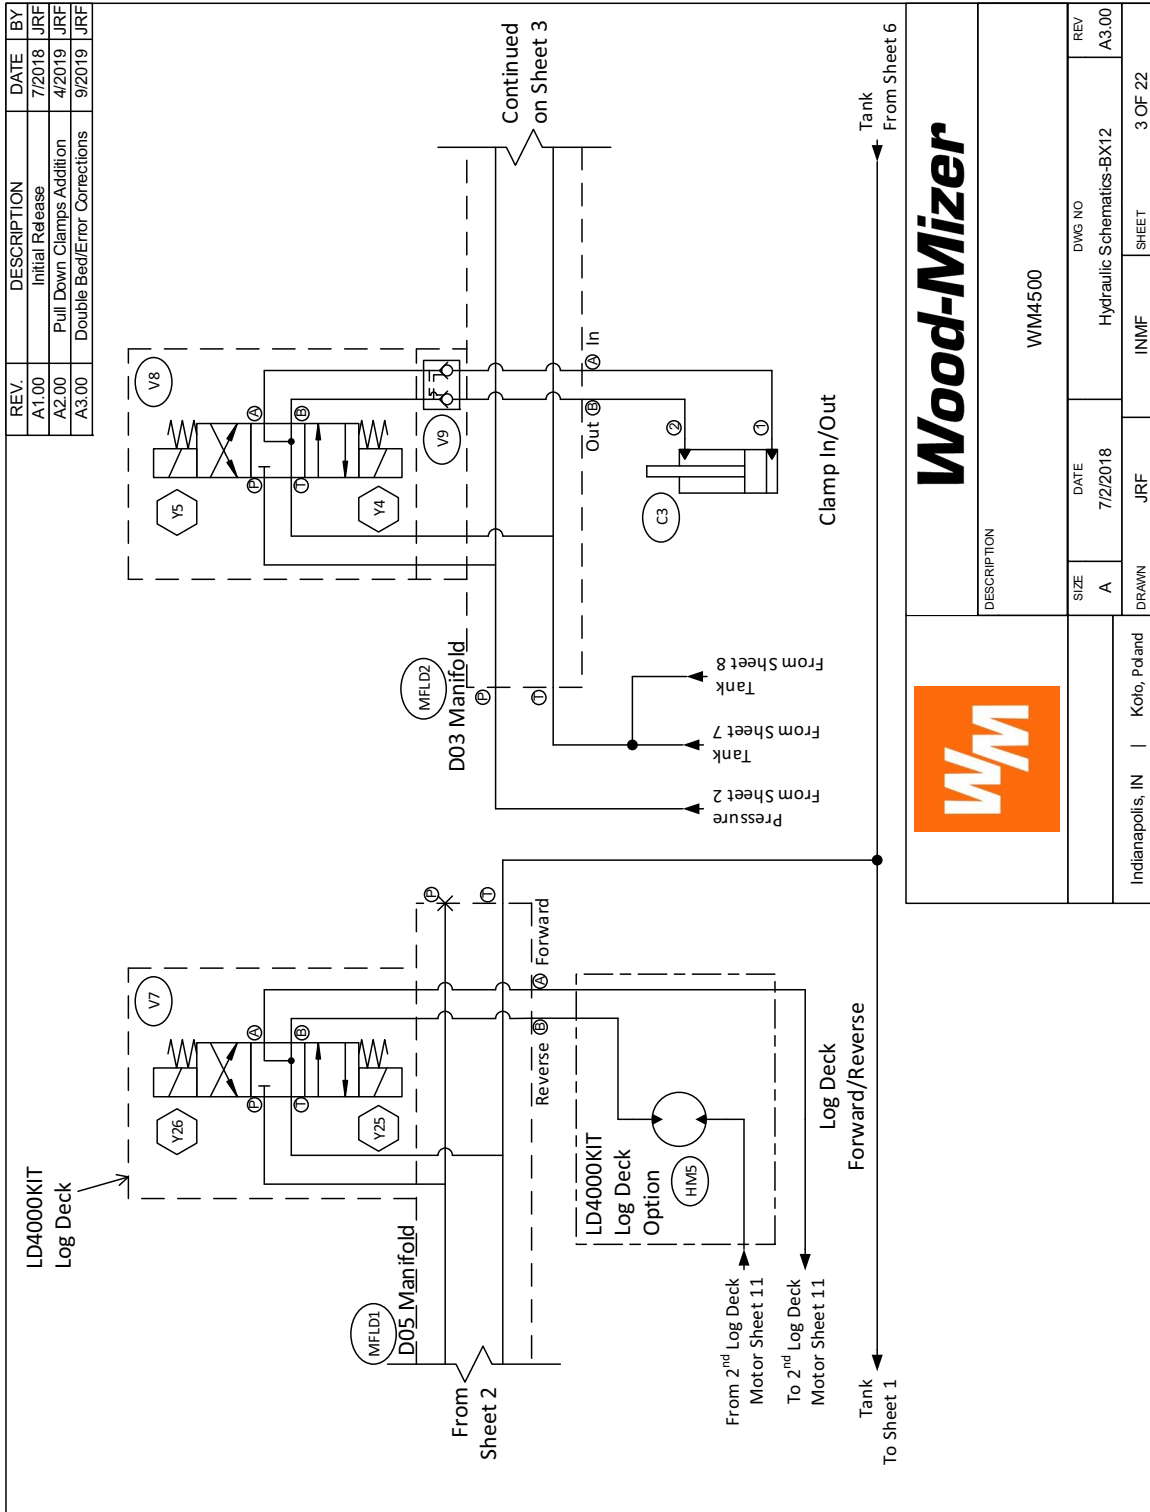 REV. DESCRIPTION DATE BY
A1.00 Initial Release 7/2018 JRF
A2.00 Pull Down Clamps Addition 4/2019 JRF
A3.00 Double Bed/Error Corrections 9/2019 JRF
LD4000KIT
Log Deck
V7
Y26
Y25
P
T
A
B
MFLD1
D05 Manifold
From
Sheet 2
P
T
Reverse B
A Forward
LD4000KIT
Log Deck
Option
HM5
From 2nd Log Deck
Motor Sheet 11
To 2nd Log Deck
Motor Sheet 11
Log Deck
Forward/Reverse
Tank
To Sheet 1
V8
Y5
Y4
P
T
A
B
V9
MFLD2
D03 Manifold
P
T
Continued
on Sheet 3
Out B
A In
C3
2
1
Clamp In/Out
Pressure
From Sheet 2
Tank
From Sheet 7
Tank
From Sheet 8
Tank
From Sheet 6
WM
Wood-Mizer
DESCRIPTION
WM4500
Indianapolis, IN | Koło, Poland
SIZE
A
DATE
7/2/2018
DWG NO
Hydraulic Schematics-BX12
REV
A3.00
DRAWN JRF INMF SHEET 3 OF 22